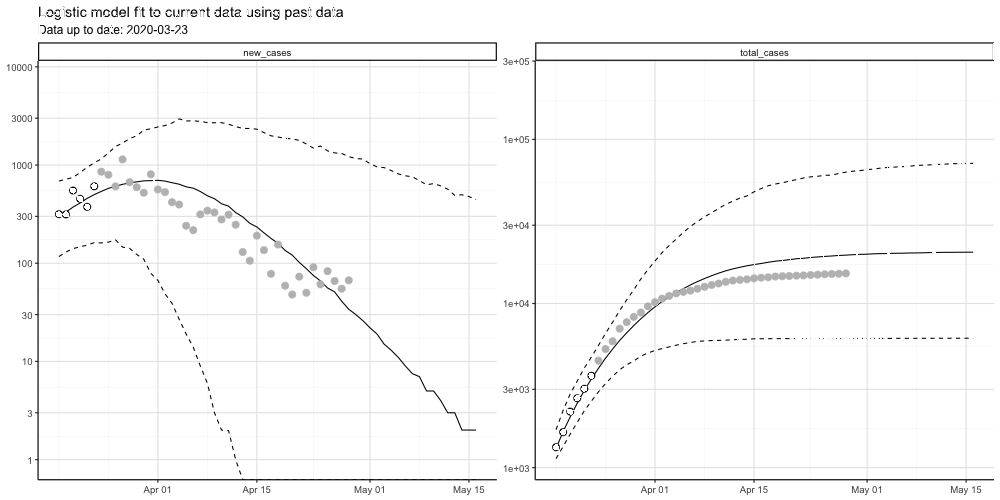 Logistic model fit to current data using past data
Data up to date: 2020-03-23
new_cases
total_cases
10000
3000
1000
300
100
30
10
3
1
3e+05
1e+05
3e+04
1e+04
3e+03
1e+03
Apr 01
Apr 15
May 01
May 15
Apr 01
Apr 15
May 01
May 15